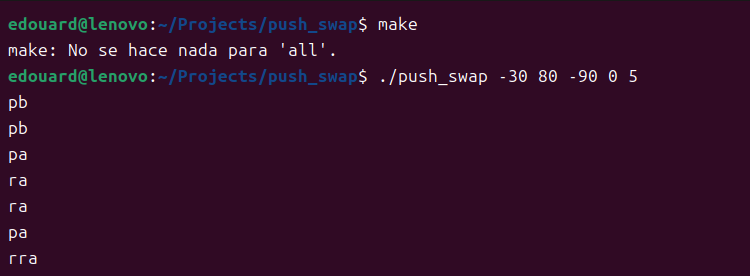 edouard@lenovo:~/Projects/push_swap$ make
make: No se hace nada para 'all'.
edouard@lenovo:~/Projects/push_swap$ ./push_swap -30 80 -90 0 5
pb
pb
pa
ra
ra
pa
rra